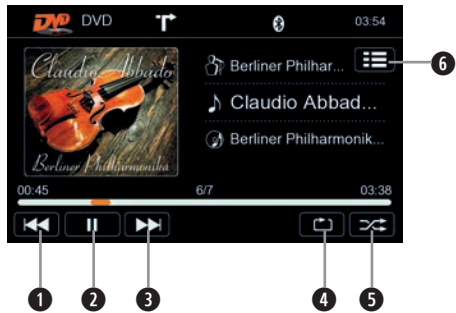 DVD DVD 03:54
Claudio Abbado
Berliner Philharmonika
Berliner Philhar...
Claudio Abbad...
Berliner Philharmonik...
00:45 6/7 03:38
1 2 3 4 5
6